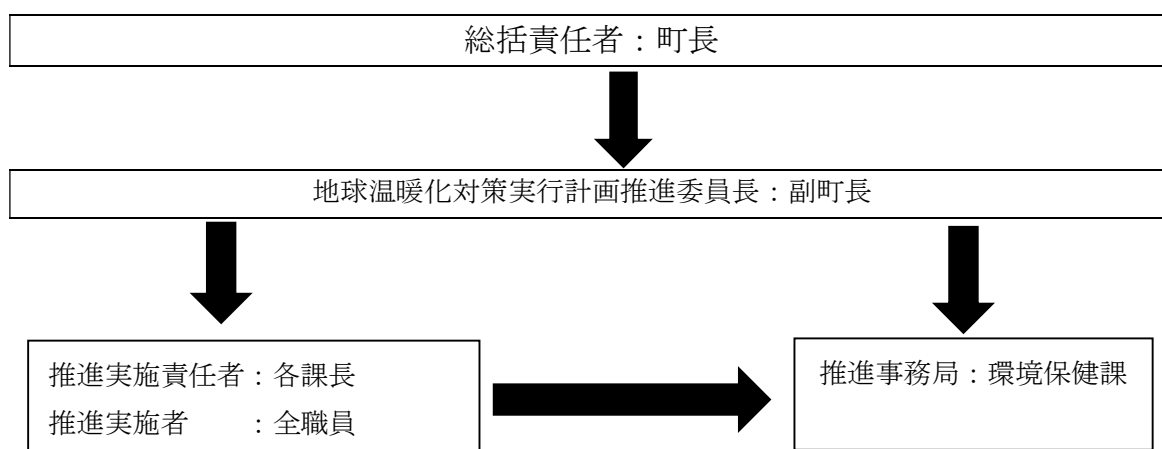 総括責任者：町長
地球温暖化対策実行計画推進委員長：副町長
推進実施責任者：各課長
推進実施者　　：全職員
推進事務局：環境保健課